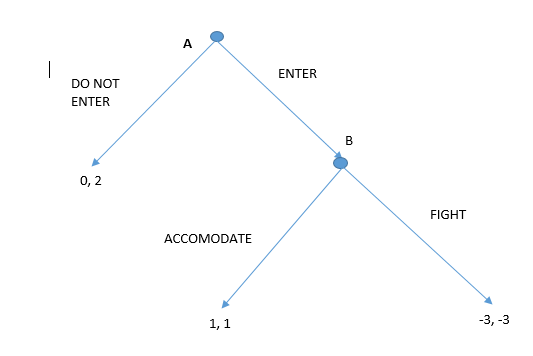 A
ENTER
DO NOT
ENTER
B
0, 2
FIGHT
ACCOMODATE
1, 1
-3, -3